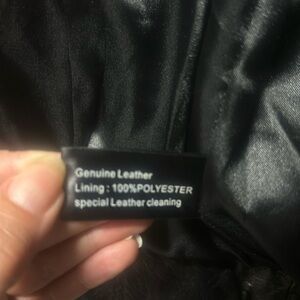 Genuine Leather
Lining : 100%POLYESTER
special Leather cleaning